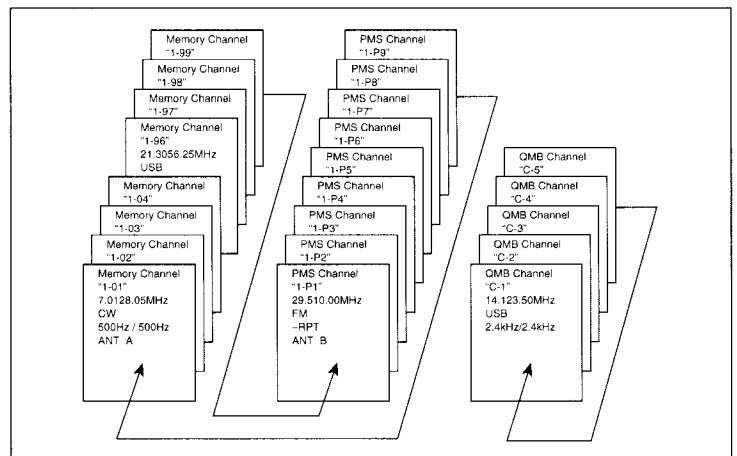 Memory Channel
"1-99"
Memory Channel
"1-98"
Memory Channel
"1-97"
Memory Channel
"1-96"
21.3056.25MHz
USB
Memory Channel
"1-04"
Memory Channel
"1-03"
Memory Channel
"1-02"
Memory Channel
"1-01"
7.0128.05MHz
CW
500Hz / 500Hz
ANT A
PMS Channel
"1-P9"
PMS Channel
"1-P8"
PMS Channel
"1-P7"
PMS Channel
"1-P6"
PMS Channel
"1-P5"
PMS Channel
"1-P4"
PMS Channel
"1-P3"
PMS Channel
"1-P2"
PMS Channel
"1-P1"
29.510.00MHz
FM
–RPT
ANT B
QMB Channel
"C-5"
QMB Channel
"C-4"
QMB Channel
"C-3"
QMB Channel
"C-2"
QMB Channel
"C-1"
14.123.50MHz
USB
2.4kHz/2.4kHz